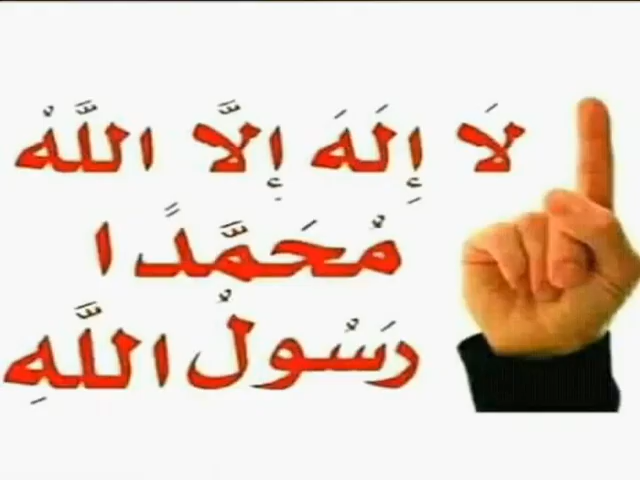 لَا إِلَهَ إِلَّا اللَّهُ
مُحَمَّدًا
رَسُولُ اللَّهِ